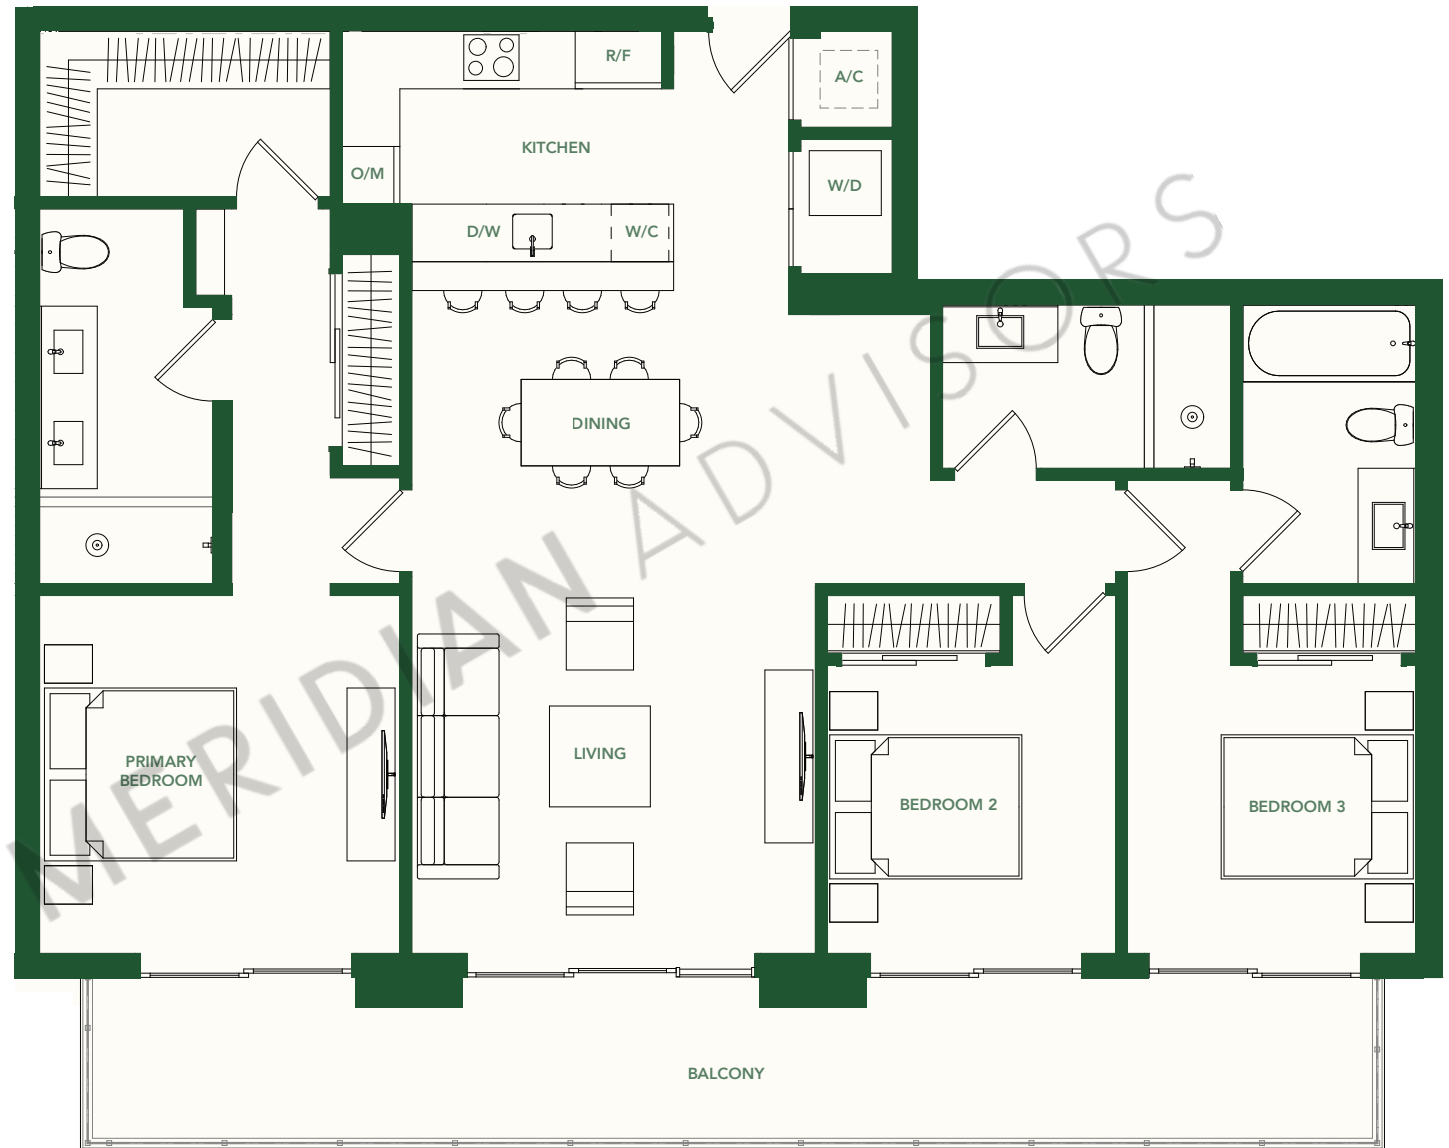 R/F
A/C
KITCHEN
O/M
W/D
D/W
W/C
DINING
MERIDIAN ADVISORS
LIVING
PRIMARY
BEDROOM
BEDROOM 2
BEDROOM 3
BALCONY